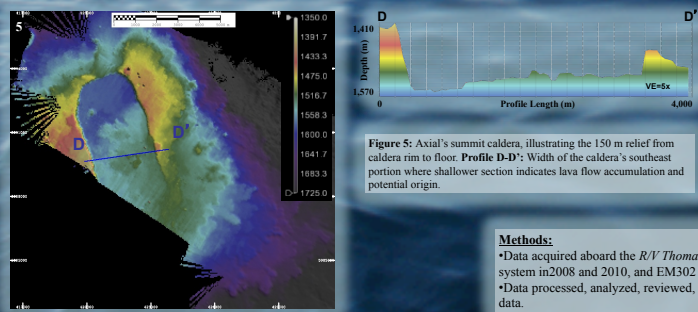 5
1350.0
1391.7
1433.3
1475.0
1516.7
1558.3
1600.0
1641.7
1683.3
1725.0
D
D'
D
D'
1,410
Depth (m)
1,570
VE=5x
0
Profile Length (m)
4,000
Figure 5: Axial's summit caldera, illustrating the 150 m relief from
caldera rim to floor. Profile D-D': Width of the caldera's southeast
portion where shallower section indicates lava flow accumulation and
potential origin.
Methods:
•Data acquired aboard the R/V Thoma
system in2008 and 2010, and EM302
•Data processed, analyzed, reviewed,
data.